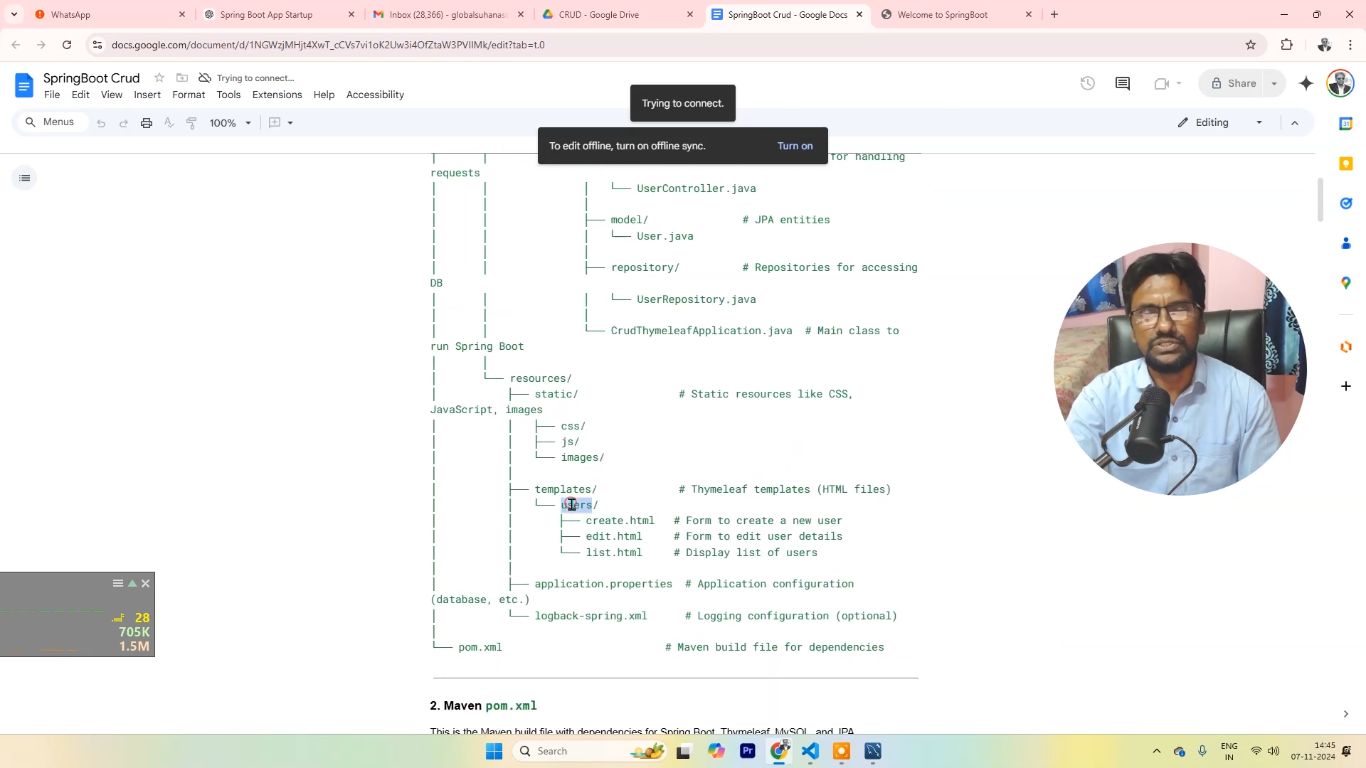 WhatsApp
Spring Boot App Startup
Inbox (28,366) - globalsuhanas
CRUD - Google Drive
SpringBoot Crud - Google Docs
Welcome to SpringBoot
docs.google.com/document/d/1NGWzjMHjt4XwT_cCVs7vi1oK2Uw3i4OfZtaW3PVIIMk/edit?tab=t.0
SpringBoot Crud
Trying to connect...
File Edit View Insert Format Tools Extensions Help Accessibility
Share
Menus
100%
Editing
Trying to connect.
To edit offline, turn on offline sync.
Turn on
for handling
requests
│ │ │ └── UserController.java
│ │ │
│ │ ├── model/ # JPA entities
│ │ │ └── User.java
│ │ │
│ │ ├── repository/ # Repositories for accessing
DB
│ │ │ └── UserRepository.java
│ │ │
│ │ └── CrudThymeleafApplication.java # Main class to
run Spring Boot
│ │
│ └── resources/
│ ├── static/ # Static resources like CSS,
JavaScript, images
│ │ ├── css/
│ │ ├── js/
│ │ └── images/
│ │
│ ├── templates/ # Thymeleaf templates (HTML files)
│ │ └── users/
│ │ ├── create.html # Form to create a new user
│ │ ├── edit.html # Form to edit user details
│ │ └── list.html # Display list of users
│ │
│ ├── application.properties # Application configuration
(database, etc.)
│ └── logback-spring.xml # Logging configuration (optional)
│
└── pom.xml # Maven build file for dependencies
2. Maven pom.xml
This is the Maven build file with dependencies for Spring Boot, Thymeleaf, MySQL, and JPA.
28
705K
1.5M
Search
Pr
ENG
IN
14:45
07-11-2024